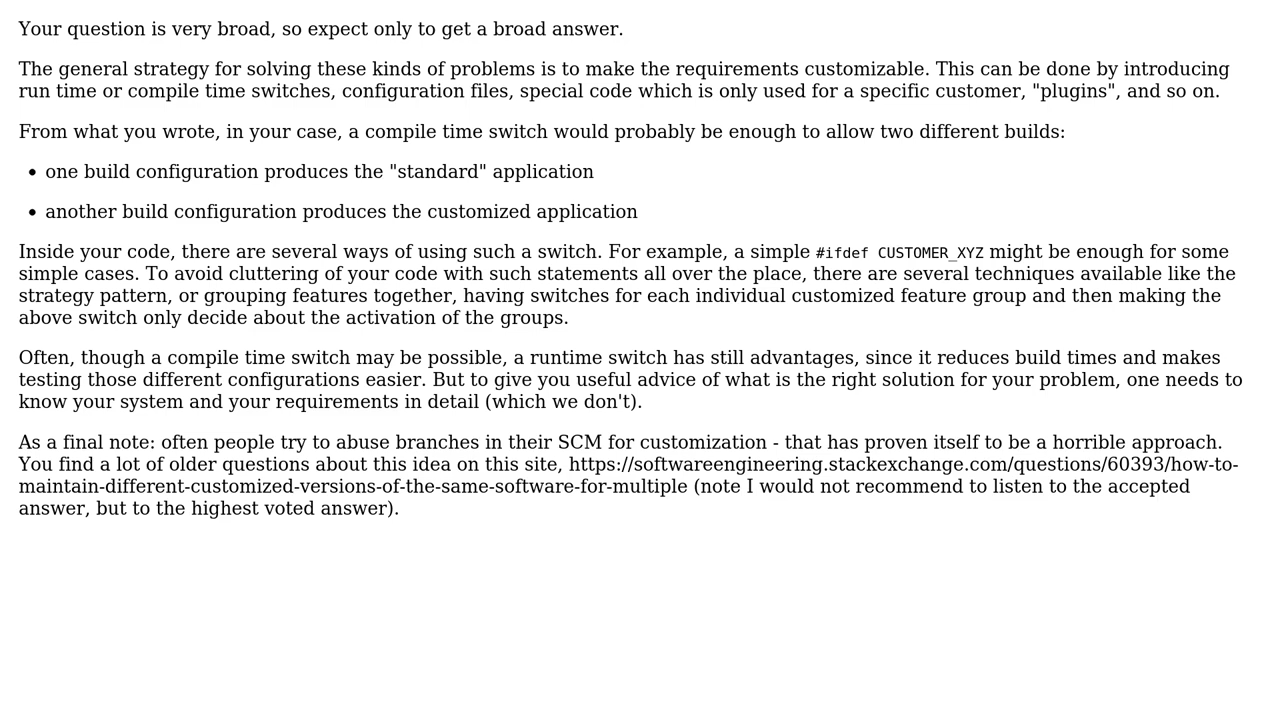 Your question is very broad, so expect only to get a broad answer.
The general strategy for solving these kinds of problems is to make the requirements customizable. This can be done by introducing
run time or compile time switches, configuration files, special code which is only used for a specific customer, "plugins", and so on.
From what you wrote, in your case, a compile time switch would probably be enough to allow two different builds:
• one build configuration produces the "standard" application
• another build configuration produces the customized application
Inside your code, there are several ways of using such a switch. For example, a simple #ifdef CUSTOMER_XYZ might be enough for some
simple cases. To avoid cluttering of your code with such statements all over the place, there are several techniques available like the
strategy pattern, or grouping features together, having switches for each individual customized feature group and then making the
above switch only decide about the activation of the groups.
Often, though a compile time switch may be possible, a runtime switch has still advantages, since it reduces build times and makes
testing those different configurations easier. But to give you useful advice of what is the right solution for your problem, one needs to
know your system and your requirements in detail (which we don't).
As a final note: often people try to abuse branches in their SCM for customization - that has proven itself to be a horrible approach.
You find a lot of older questions about this idea on this site, https://softwareengineering.stackexchange.com/questions/60393/how-to-
maintain-different-customized-versions-of-the-same-software-for-multiple (note I would not recommend to listen to the accepted
answer, but to the highest voted answer).